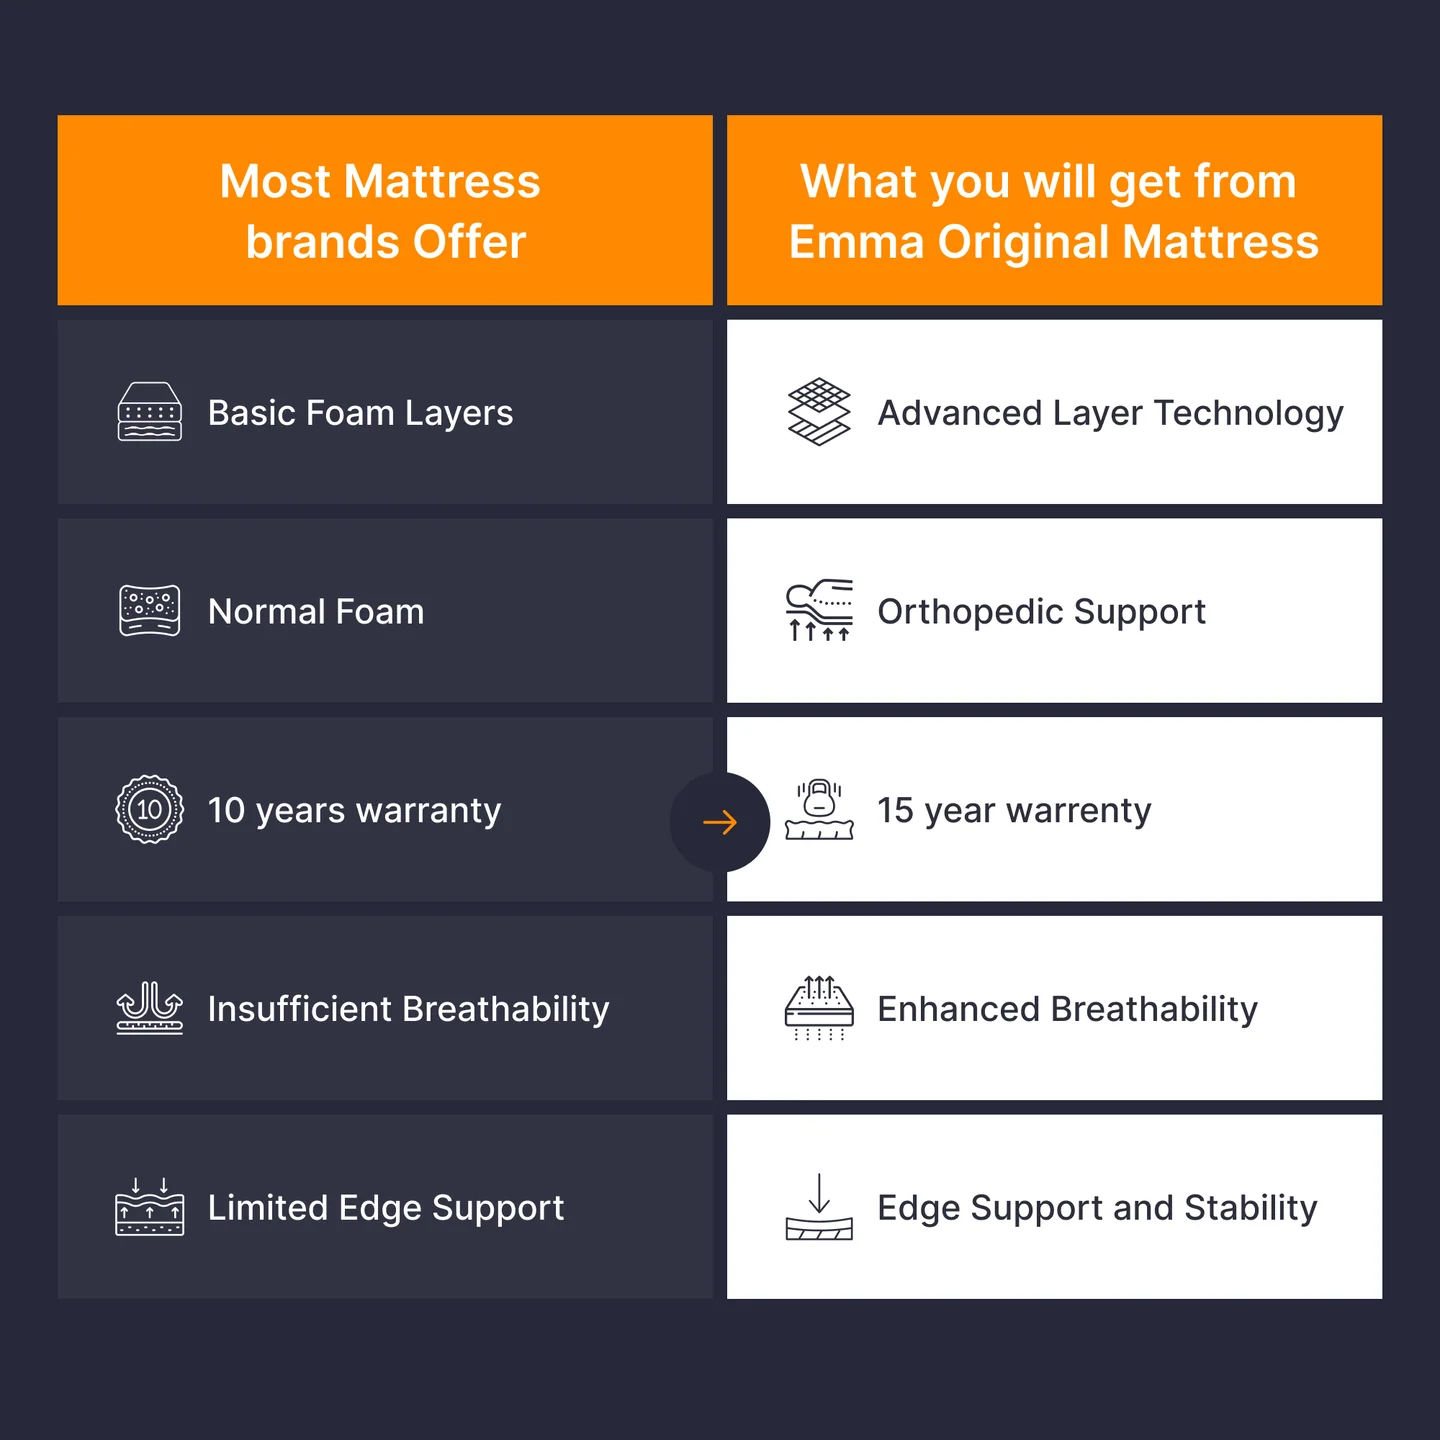 Most Mattress
brands Offer
What you will get from
Emma Original Mattress
Basic Foam Layers
Advanced Layer Technology
Normal Foam
Orthopedic Support
10
10 years warranty
15 year warrenty
Insufficient Breathability
Enhanced Breathability
Limited Edge Support
Edge Support and Stability